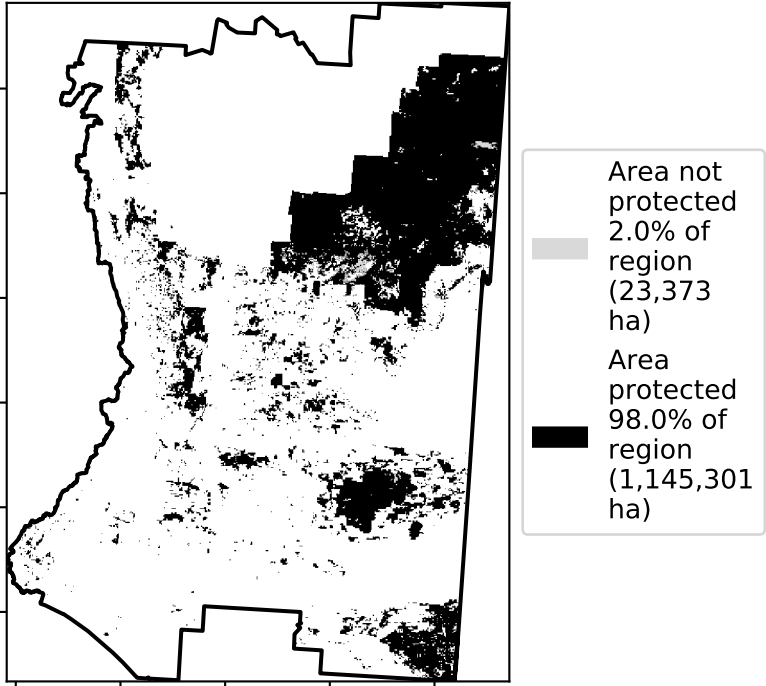 Area not
protected
2.0% of
region
(23,373
ha)
Area
protected
98.0% of
region
(1,145,301
ha)